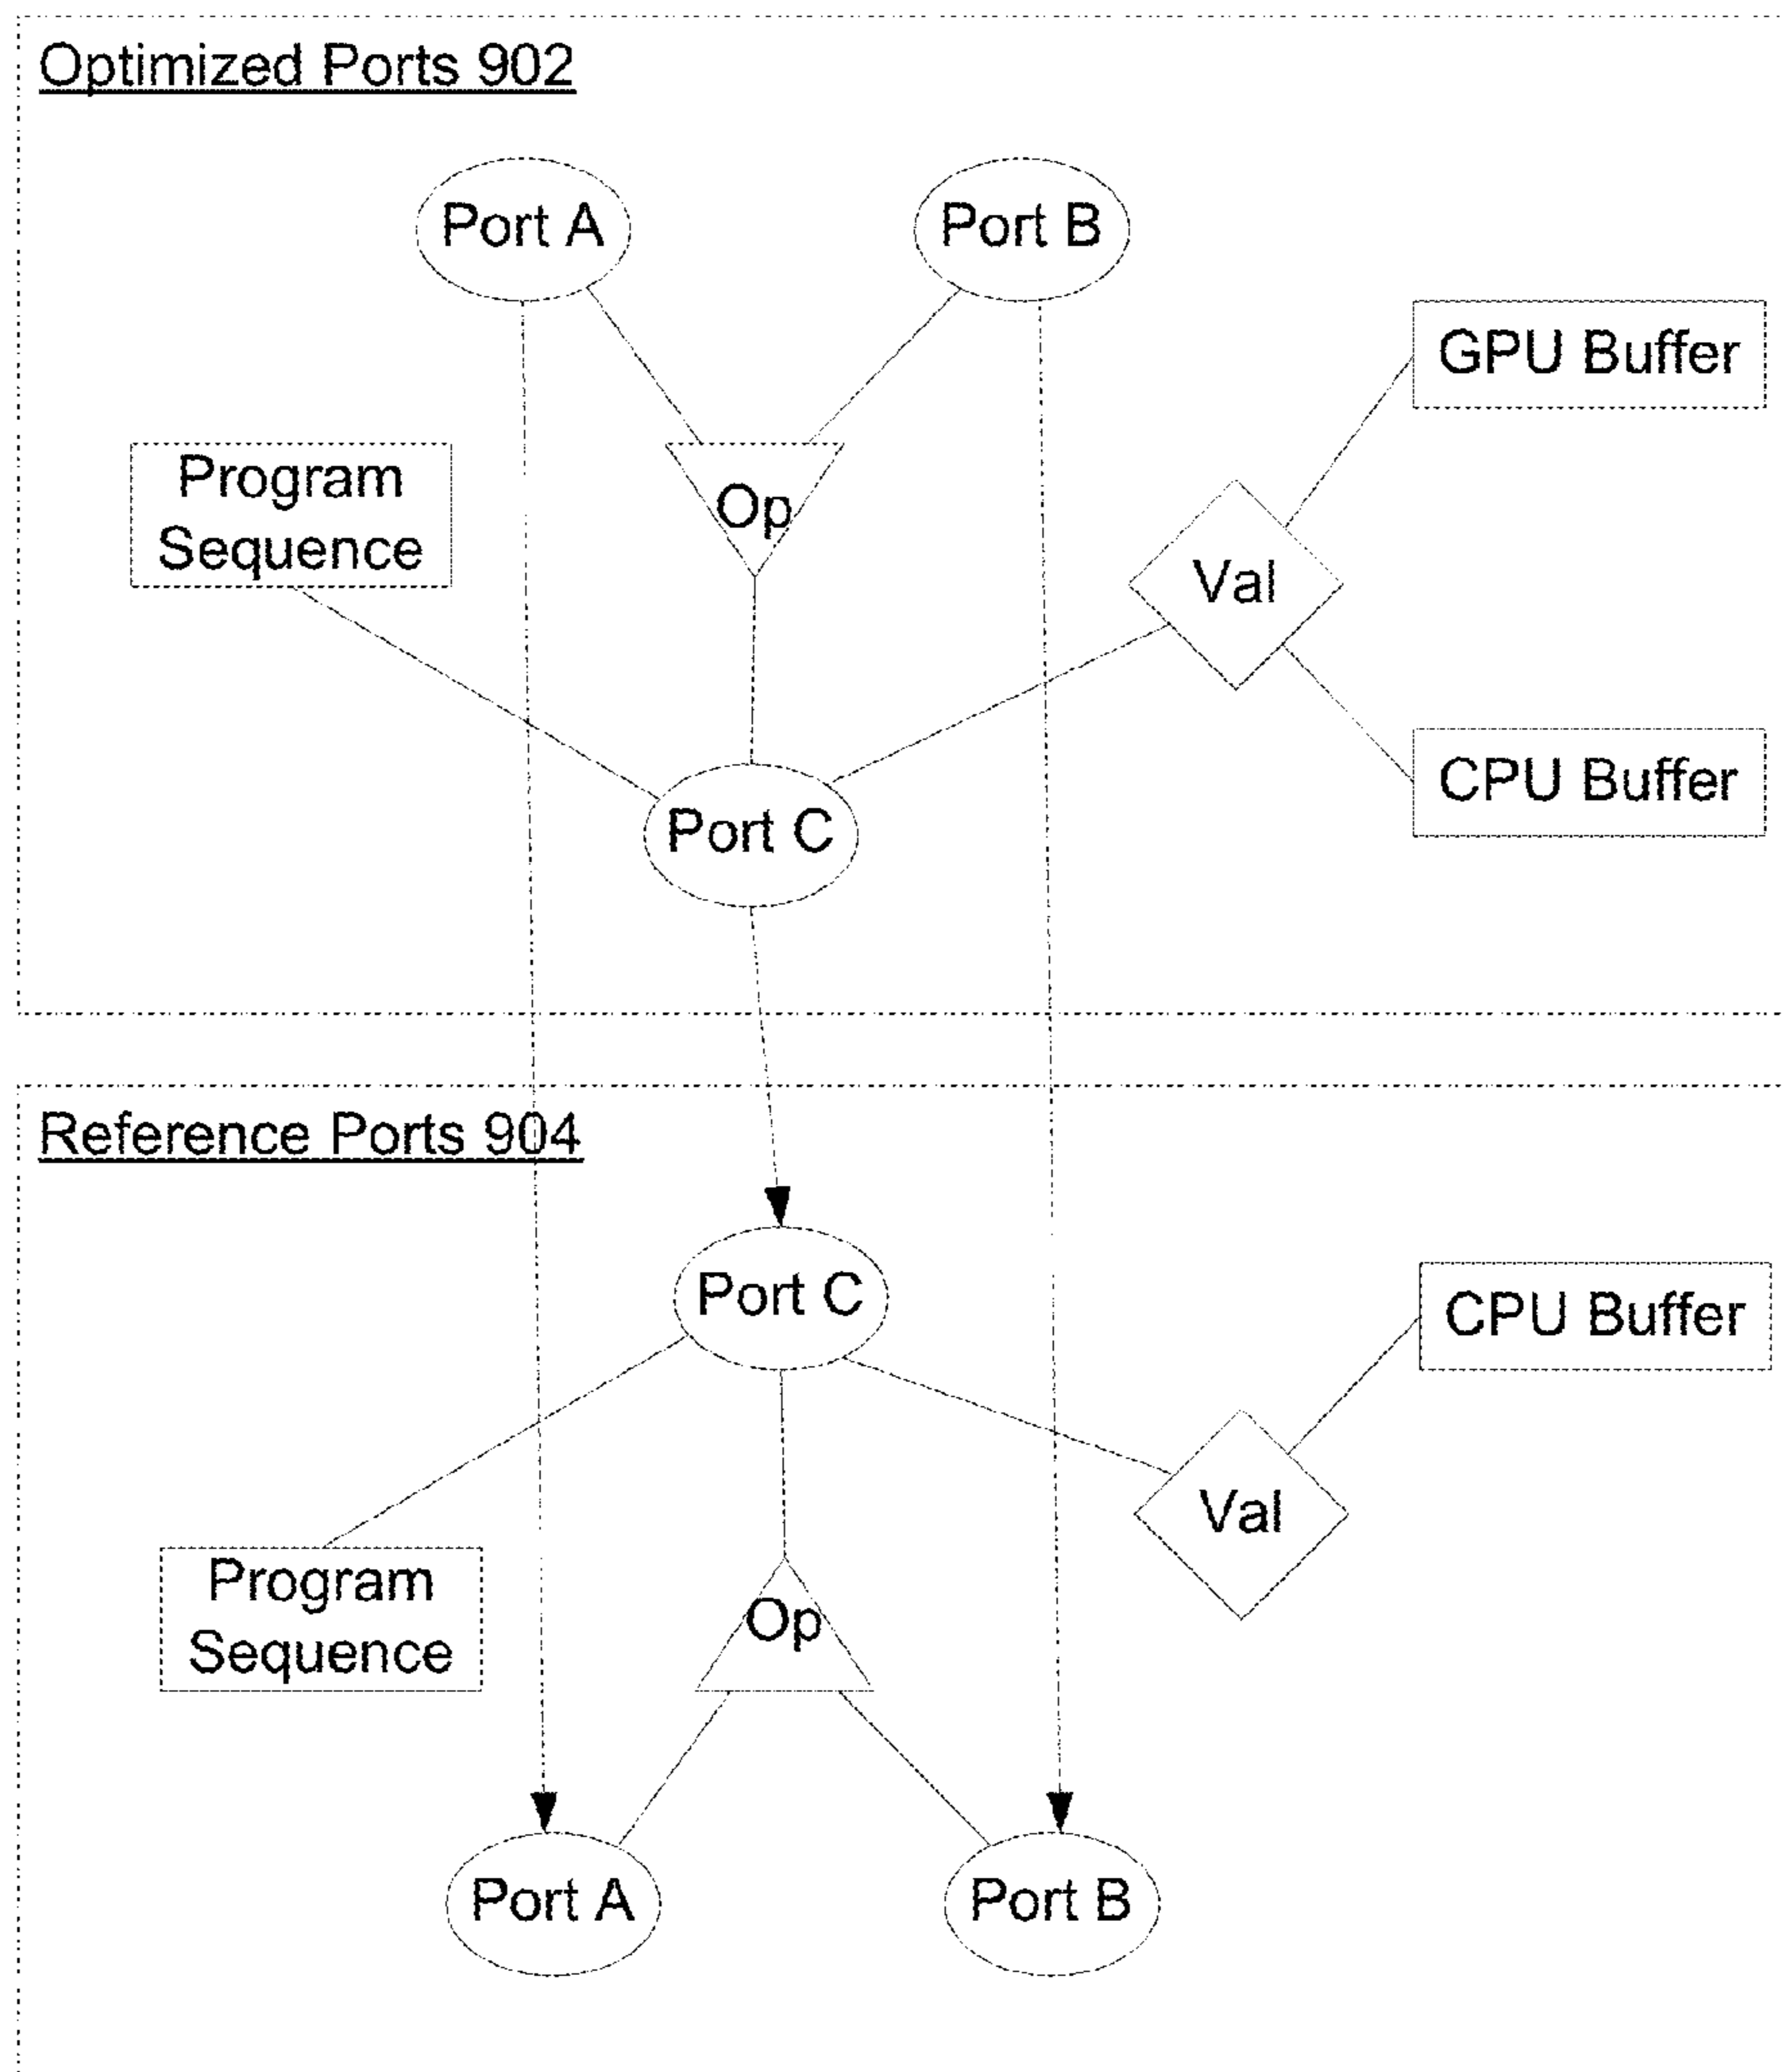 Optimized Ports 902
Port A
Port B
GPU Buffer
Program
Sequence
Op
Val
CPU Buffer
Port C
Reference Ports 904
Port C
CPU Buffer
Val
Program
Sequence
Op
Port A
Port B